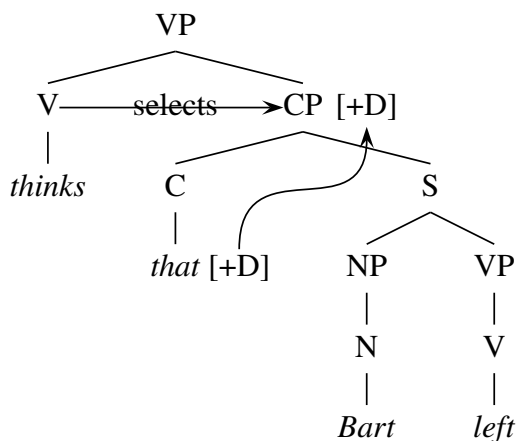 VP
V selects CP [+D]
thinks C S
that [+D] NP VP
N V
Bart left